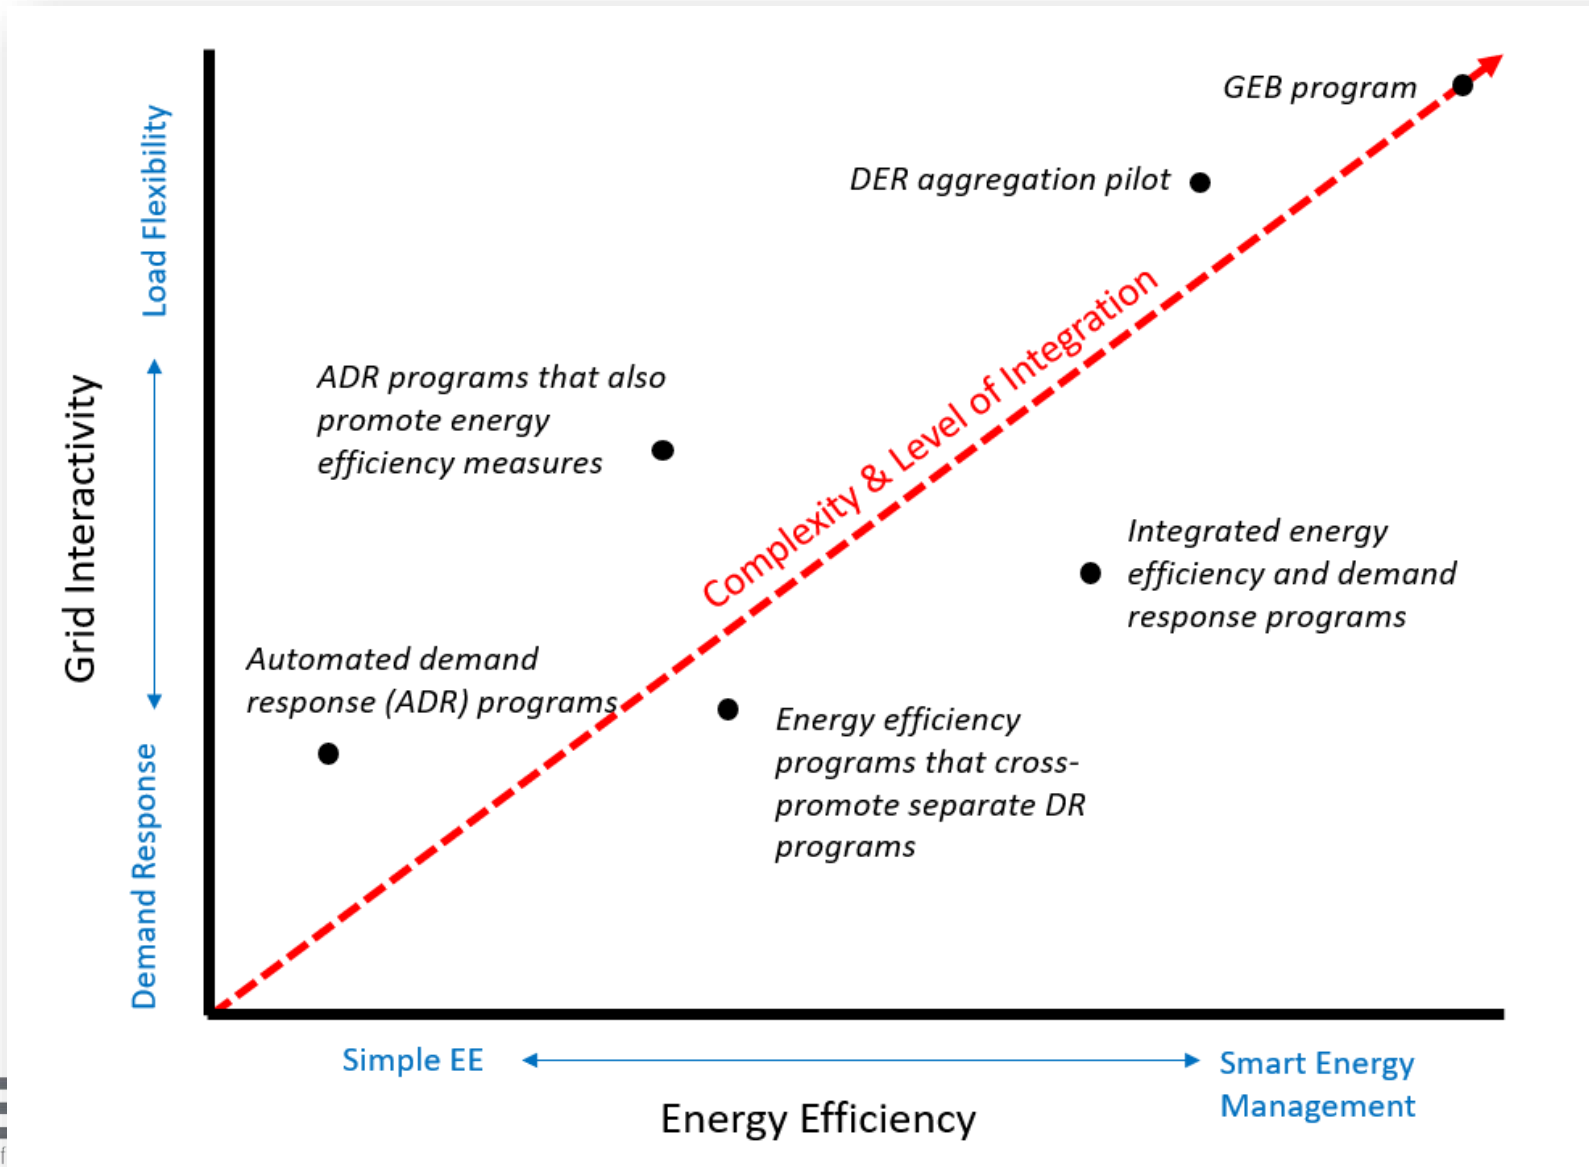 GEB program
DER aggregation pilot
Load Flexibility
Complexity & Level of Integration
ADR programs that also
promote energy
efficiency measures
Grid Interactivity
Integrated energy
efficiency and demand
response programs
Automated demand
response (ADR) programs
Energy efficiency
programs that cross-
promote separate DR
programs
Demand Response
Simple EE
Smart Energy
Management
Energy Efficiency